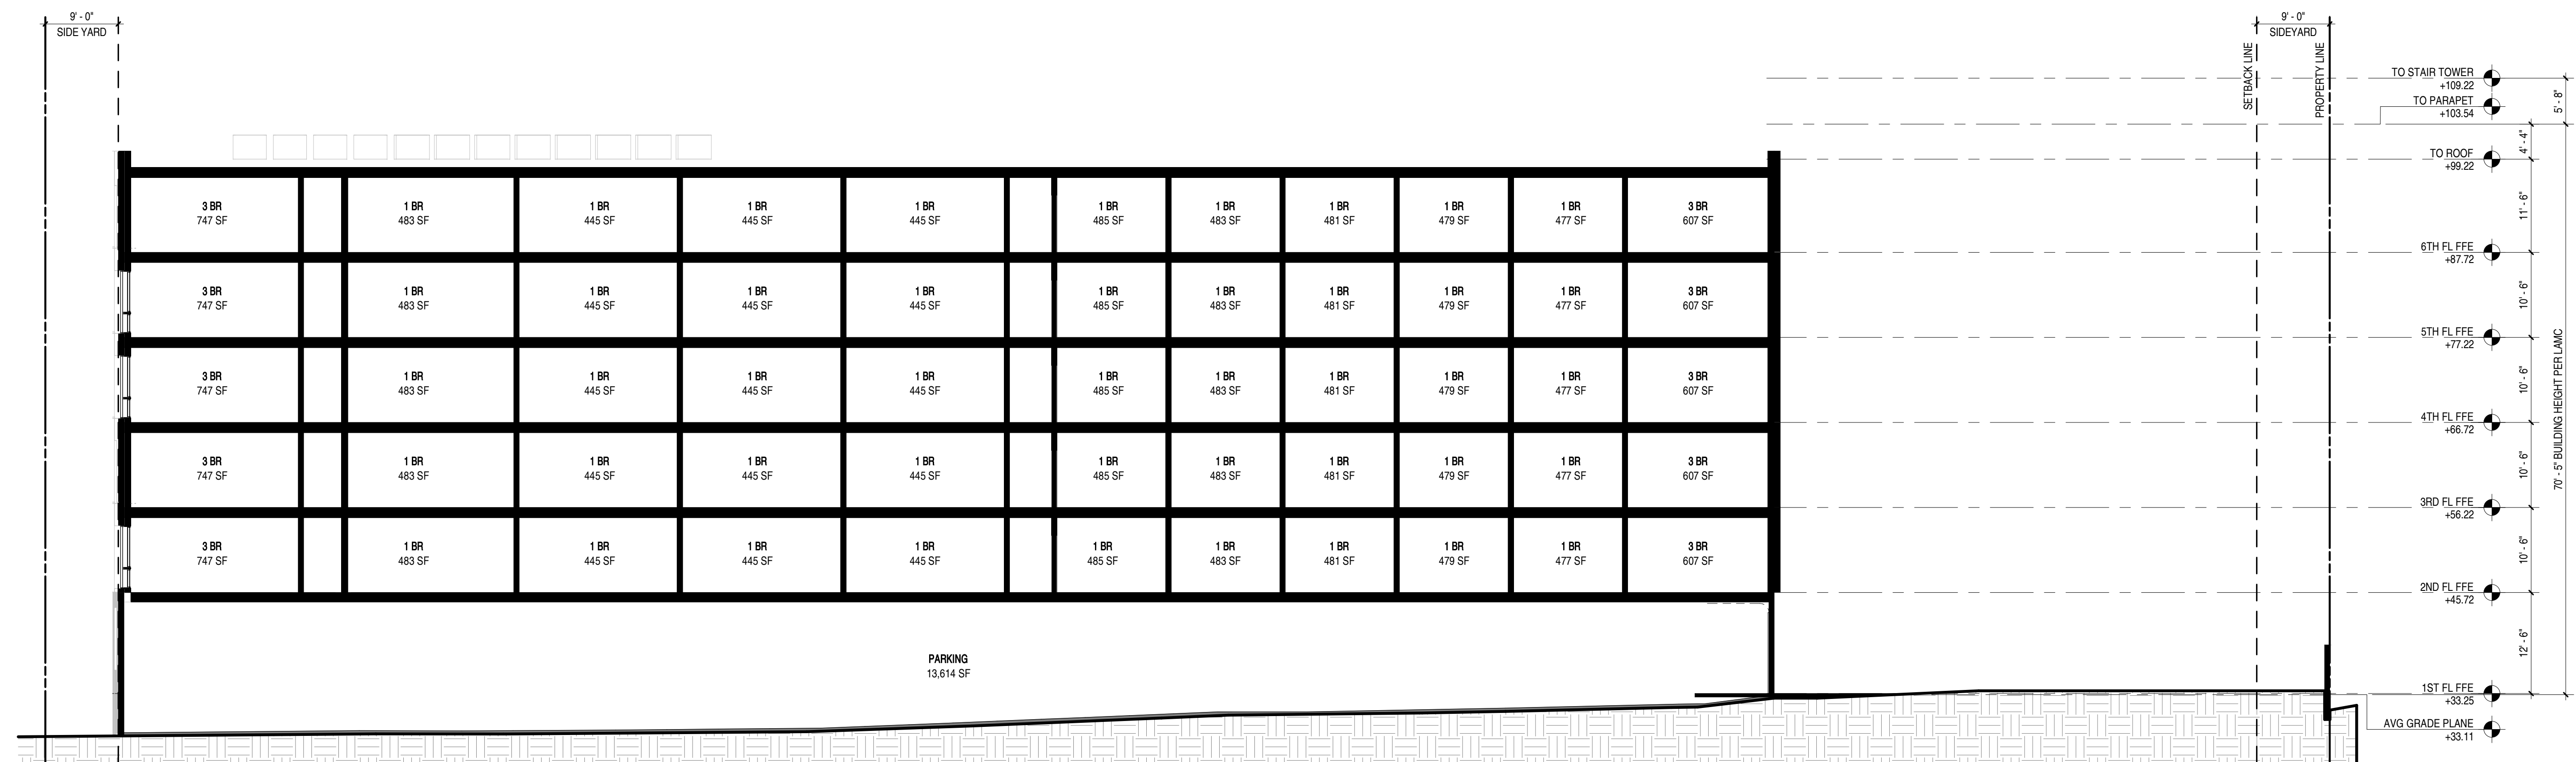 9' - 0"
SIDE YARD
9' - 0"
SIDEYARD
SETBACK LINE
PROPERTY LINE
TO STAIR TOWER
+109.22
5' - 8"
TO PARAPET
+103.54
4' - 4"
TO ROOF
+99.22
3 BR 1 BR 1 BR 1 BR 1 BR 1 BR 1 BR 1 BR 1 BR 1 BR 3 BR
747 SF 483 SF 445 SF 445 SF 445 SF 485 SF 483 SF 481 SF 479 SF 477 SF 607 SF
11' - 6"
6TH FL FFE
+87.72
3 BR 1 BR 1 BR 1 BR 1 BR 1 BR 1 BR 1 BR 1 BR 1 BR 3 BR
747 SF 483 SF 445 SF 445 SF 445 SF 485 SF 483 SF 481 SF 479 SF 477 SF 607 SF
10' - 6"
5TH FL FFE
+77.22
3 BR 1 BR 1 BR 1 BR 1 BR 1 BR 1 BR 1 BR 1 BR 1 BR 3 BR
747 SF 483 SF 445 SF 445 SF 445 SF 485 SF 483 SF 481 SF 479 SF 477 SF 607 SF
10' - 6"
70' - 5" BUILDING HEIGHT PER LAMC
4TH FL FFE
+66.72
3 BR 1 BR 1 BR 1 BR 1 BR 1 BR 1 BR 1 BR 1 BR 1 BR 3 BR
747 SF 483 SF 445 SF 445 SF 445 SF 485 SF 483 SF 481 SF 479 SF 477 SF 607 SF
10' - 6"
3RD FL FFE
+56.22
3 BR 1 BR 1 BR 1 BR 1 BR 1 BR 1 BR 1 BR 1 BR 1 BR 3 BR
747 SF 483 SF 445 SF 445 SF 445 SF 485 SF 483 SF 481 SF 479 SF 477 SF 607 SF
10' - 6"
2ND FL FFE
+45.72
PARKING
13,614 SF
12' - 6"
1ST FL FFE
+33.25
AVG GRADE PLANE
+33.11